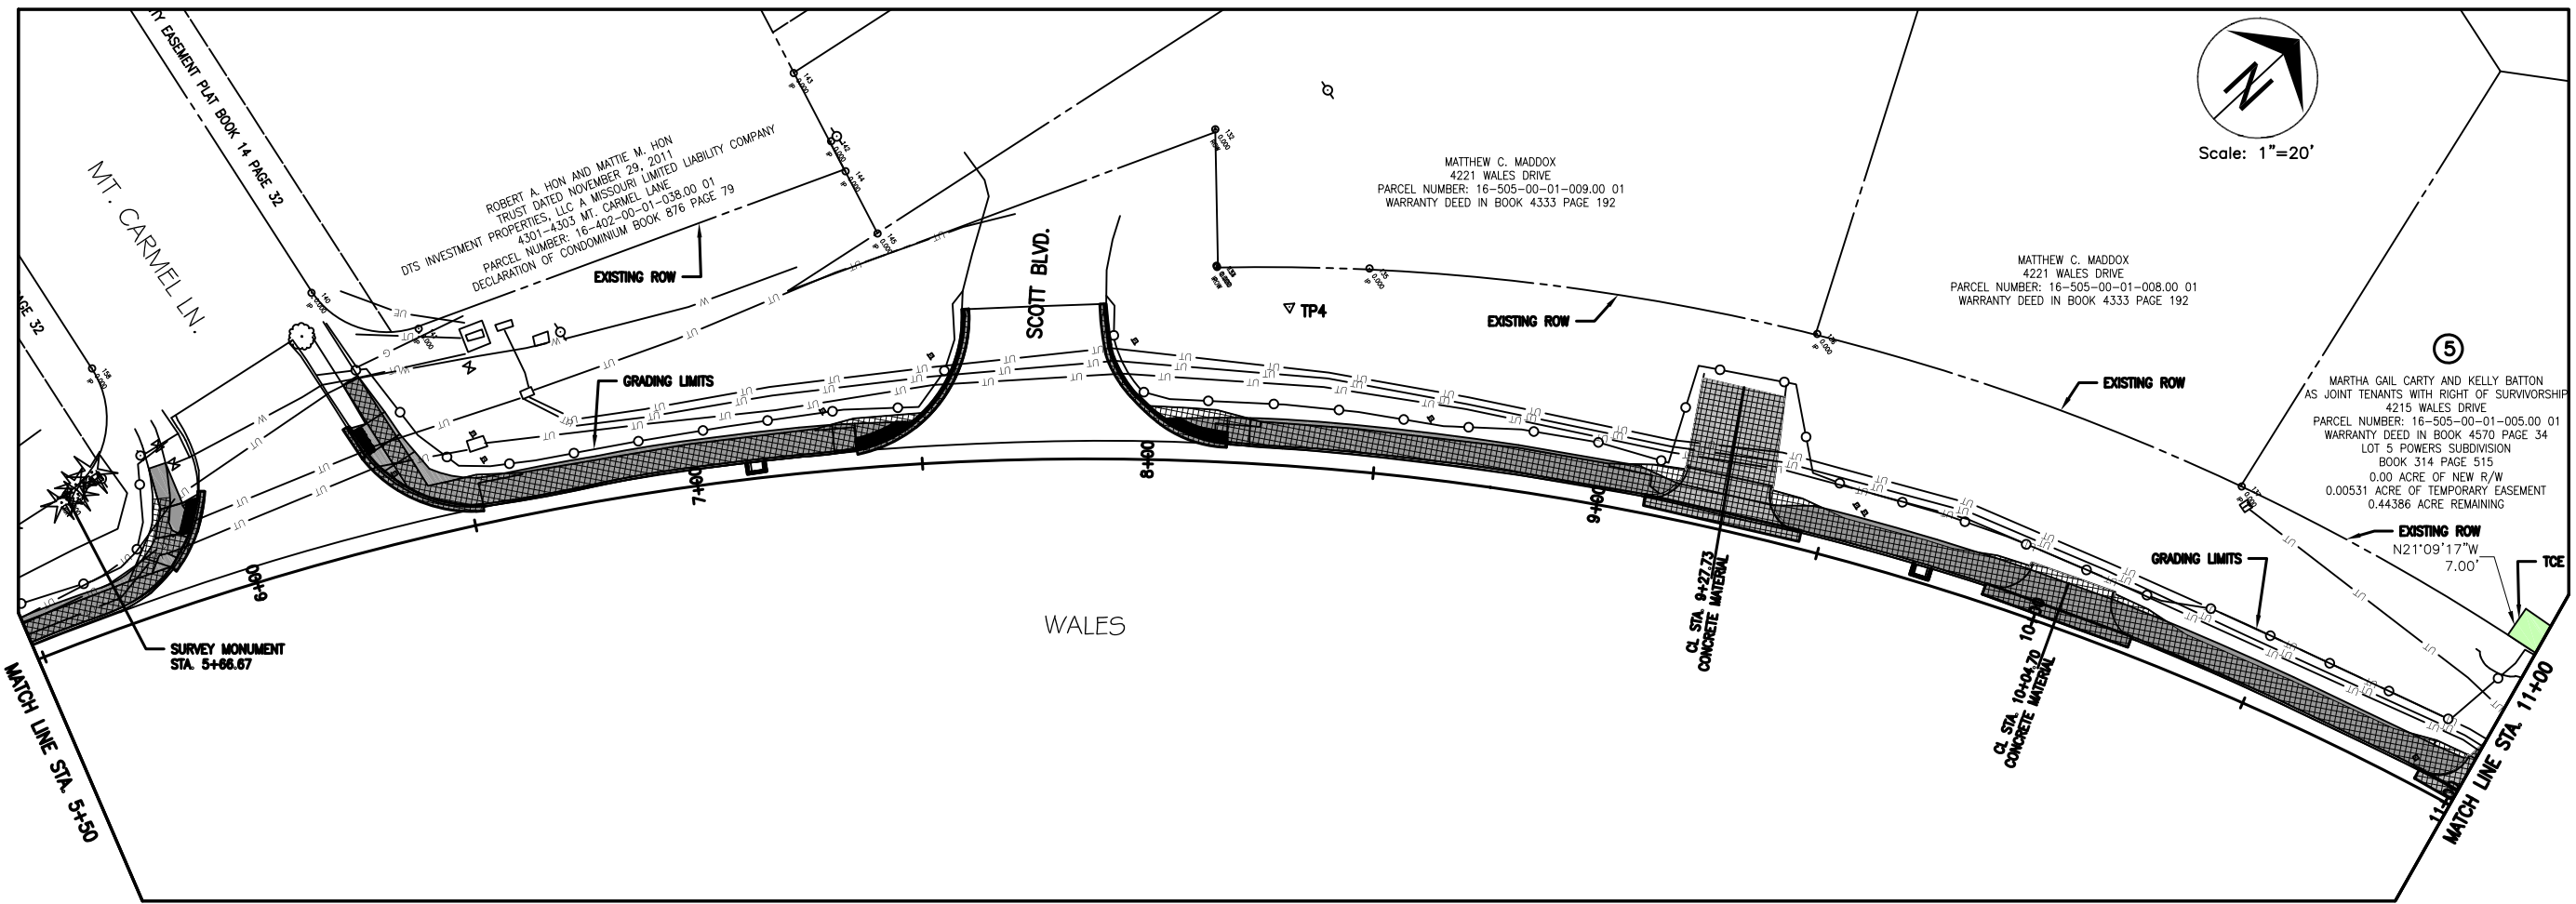 TY EASEMENT PLAT BOOK 14 PAGE 32
MT. CARMEL LN.
AGE 32
ROBERT A. HON AND MATTIE M. HON
TRUST DATED NOVEMBER 29, 2011
DTS INVESTMENT PROPERTIES, LLC A MISSOURI LIMITED LIABILITY COMPANY
4301-4303 MT. CARMEL LANE
PARCEL NUMBER: 16-402-00-01-038.00 01
DECLARATION OF CONDOMINIUM BOOK 876 PAGE 79
EXISTING ROW
GRADING LIMITS
SCOTT BLVD.
TP4
MATTHEW C. MADDOX
4221 WALES DRIVE
PARCEL NUMBER: 16-505-00-01-009.00 01
WARRANTY DEED IN BOOK 4333 PAGE 192
EXISTING ROW
N
Scale: 1"=20'
MATTHEW C. MADDOX
4221 WALES DRIVE
PARCEL NUMBER: 16-505-00-01-008.00 01
WARRANTY DEED IN BOOK 4333 PAGE 192
EXISTING ROW
5
MARTHA GAIL CARTY AND KELLY BATTON
AS JOINT TENANTS WITH RIGHT OF SURVIVORSHIP
4215 WALES DRIVE
PARCEL NUMBER: 16-505-00-01-005.00 01
WARRANTY DEED IN BOOK 4570 PAGE 34
LOT 5 POWERS SUBDIVISION
BOOK 314 PAGE 515
0.00 ACRE OF NEW R/W
0.00531 ACRE OF TEMPORARY EASEMENT
0.44386 ACRE REMAINING
EXISTING ROW
N21°09'17"W
7.00'
TCE
GRADING LIMITS
6+00
7+00
8+00
9+00
10+00
11+00
SURVEY MONUMENT
STA. 5+66.67
WALES
CL STA. 9+27.73
CONCRETE MATERIAL
CL STA. 10+04.70
CONCRETE MATERIAL
MATCH LINE STA. 5+50
MATCH LINE STA. 11+00